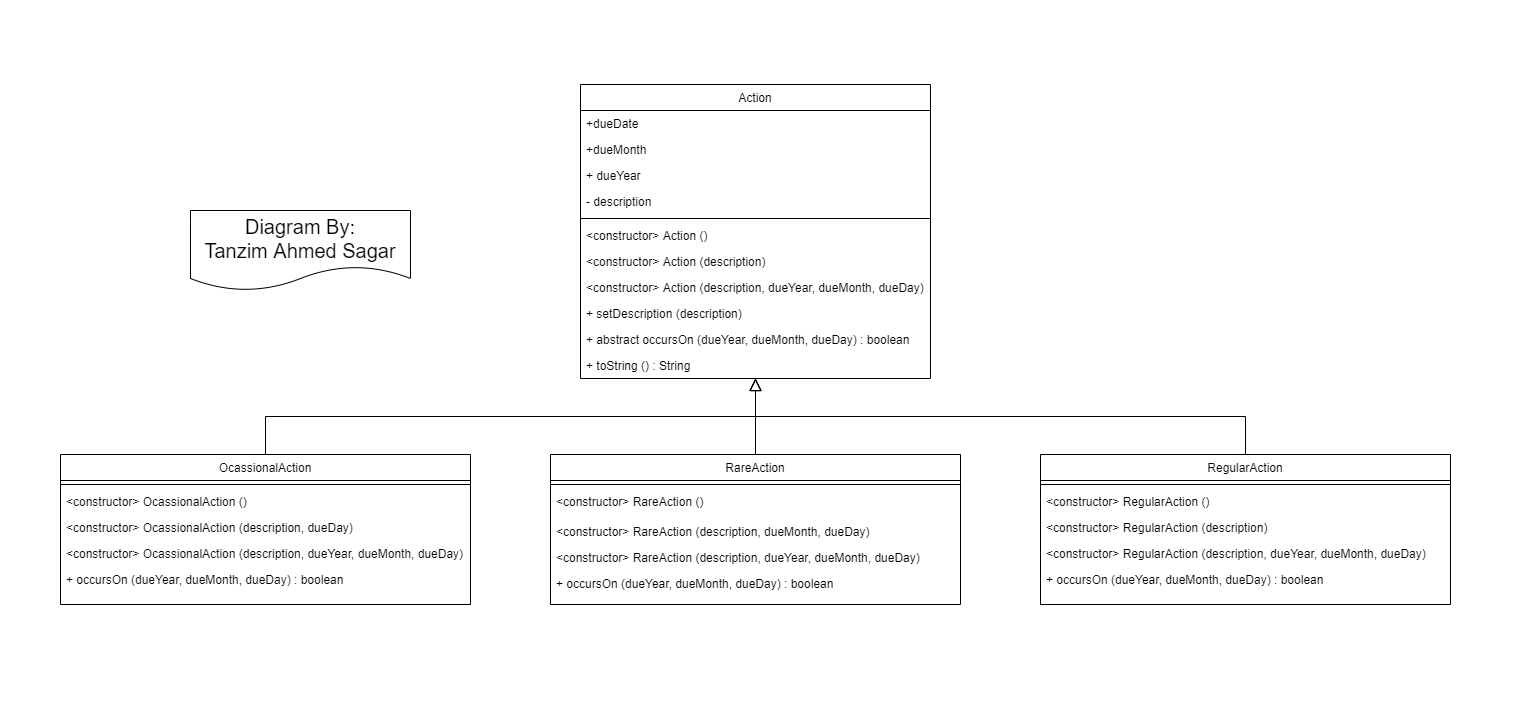 Action
+dueDate
+dueMonth
+ dueYear
- description
<constructor> Action ()
<constructor> Action (description)
<constructor> Action (description, dueYear, dueMonth, dueDay)
+ setDescription (description)
+ abstract occursOn (dueYear, dueMonth, dueDay) : boolean
+ toString () : String
Diagram By:
Tanzim Ahmed Sagar
OcassionalAction
<constructor> OcassionalAction ()
<constructor> OcassionalAction (description, dueDay)
<constructor> OcassionalAction (description, dueYear, dueMonth, dueDay)
+ occursOn (dueYear, dueMonth, dueDay) : boolean
RareAction
<constructor> RareAction ()
<constructor> RareAction (description, dueMonth, dueDay)
<constructor> RareAction (description, dueYear, dueMonth, dueDay)
+ occursOn (dueYear, dueMonth, dueDay) : boolean
RegularAction
<constructor> RegularAction ()
<constructor> RegularAction (description)
<constructor> RegularAction (description, dueYear, dueMonth, dueDay)
+ occursOn (dueYear, dueMonth, dueDay) : boolean